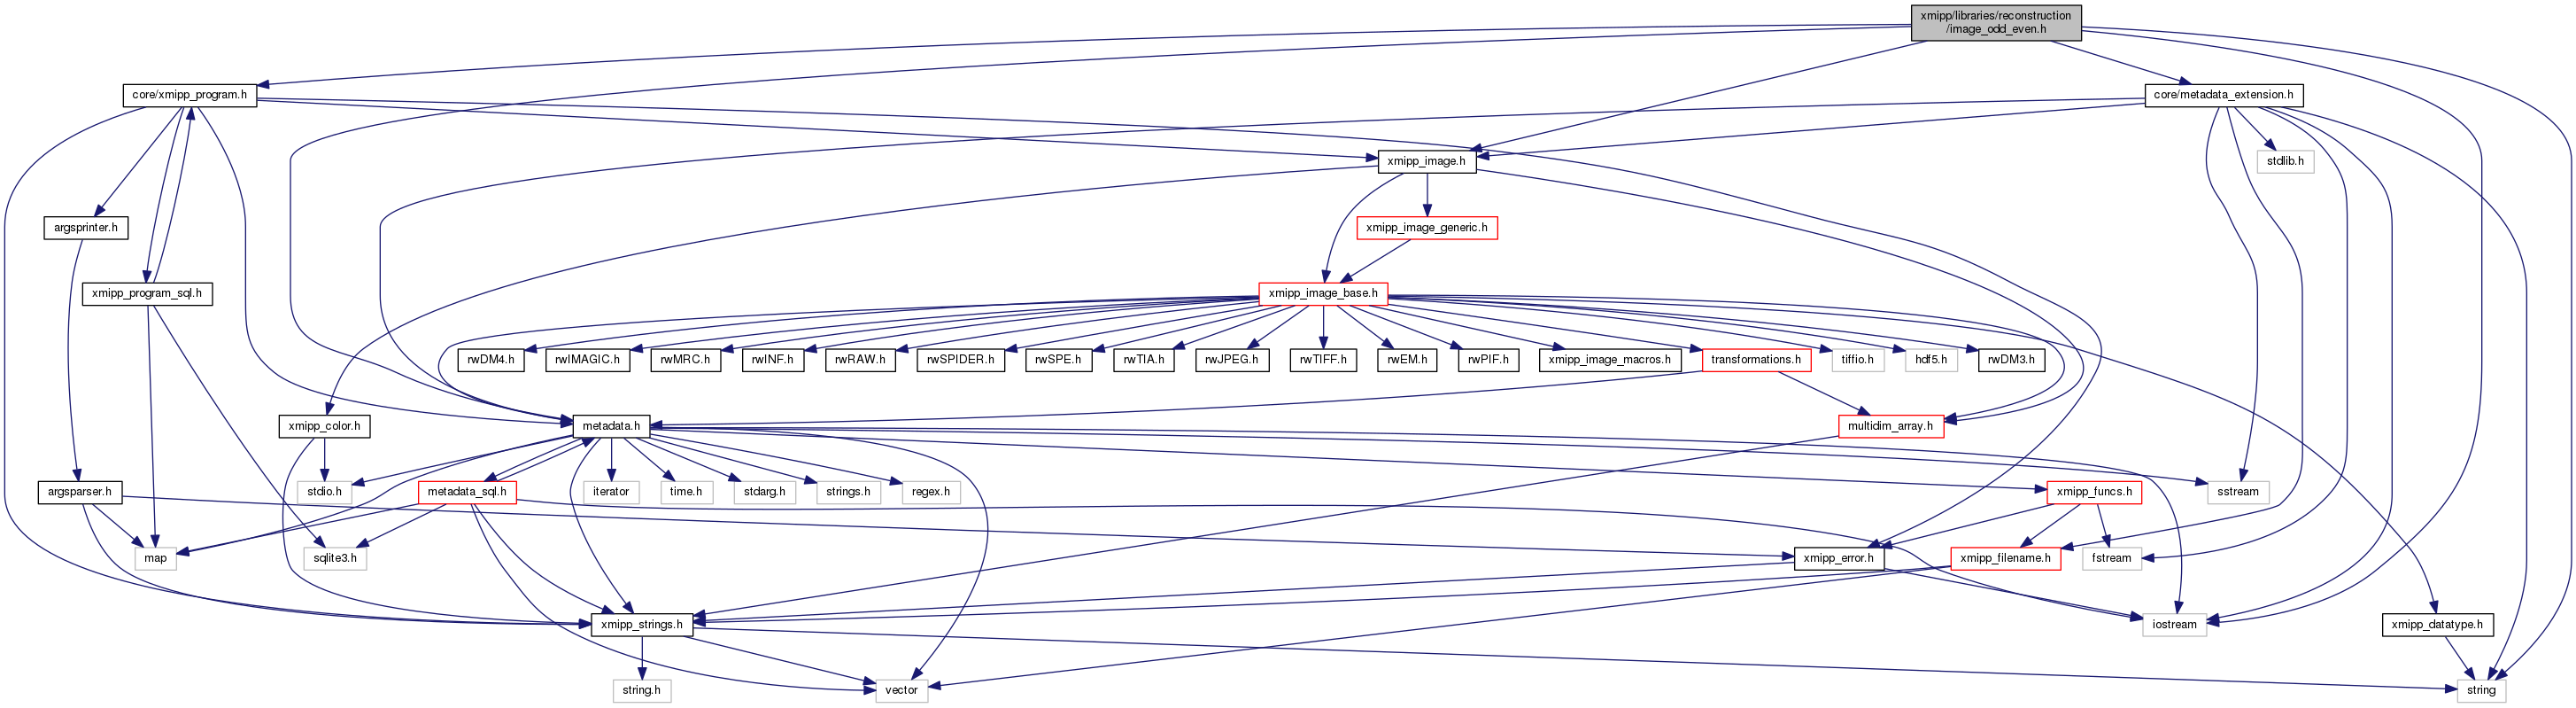 xmipp/libraries/reconstruction
/image_odd_even.h
core/xmipp_program.h
core/metadata_extension.h
xmipp_image.h
stdlib.h
argsprinter.h
xmipp_image_generic.h
xmipp_program_sql.h
xmipp_image_base.h
rwDM4.h
rwIMAGIC.h
rwMRC.h
rwINF.h
rwRAW.h
rwSPIDER.h
rwSPE.h
rwTIA.h
rwJPEG.h
rwTIFF.h
rwEM.h
rwPIF.h
xmipp_image_macros.h
transformations.h
tiffio.h
hdf5.h
rwDM3.h
xmipp_color.h
metadata.h
multidim_array.h
argsparser.h
stdio.h
metadata_sql.h
iterator
time.h
stdarg.h
strings.h
regex.h
xmipp_funcs.h
sstream
map
sqlite3.h
xmipp_error.h
xmipp_filename.h
fstream
xmipp_strings.h
iostream
xmipp_datatype.h
string.h
vector
string